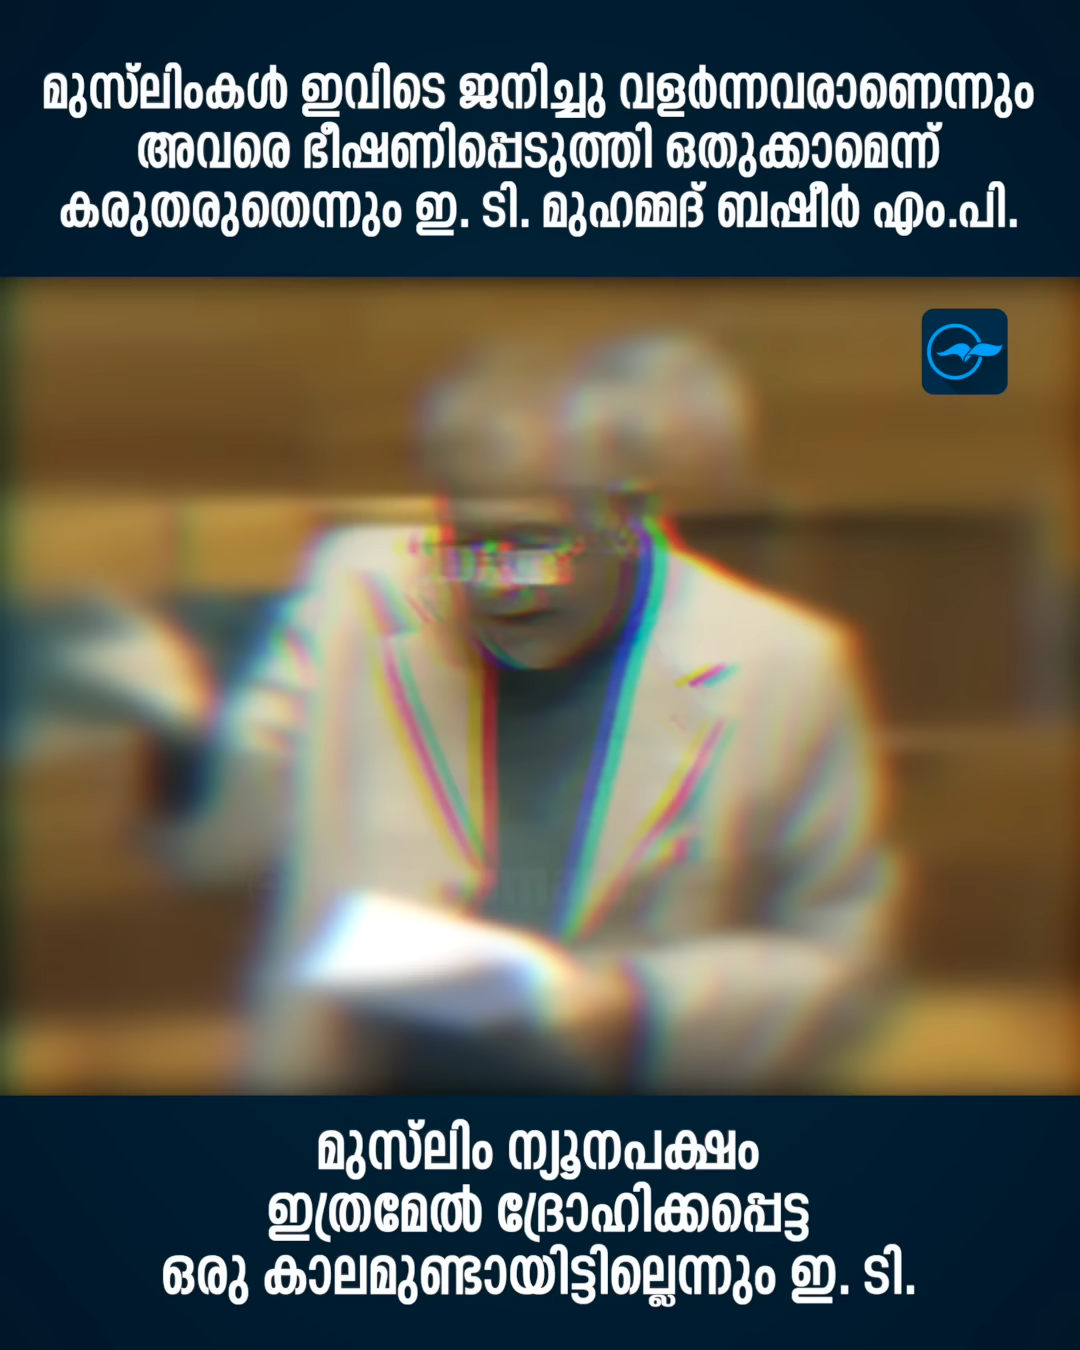 മുസ്‌ലിംകൾ ഇവിടെ ജനിച്ചു വളർന്നവരാണെന്നും
അവരെ ഭീഷണിപ്പെടുത്തി ഒതുക്കാമെന്ന്
കരുതരുതെന്നും ഇ. ടി. മുഹമ്മദ് ബഷീർ എം.പി.
മുസ്‌ലിം ന്യൂനപക്ഷം
ഇത്രമേൽ ദ്രോഹിക്കപ്പെട്ട
ഒരു കാലമുണ്ടായിട്ടില്ലെന്നും ഇ. ടി.